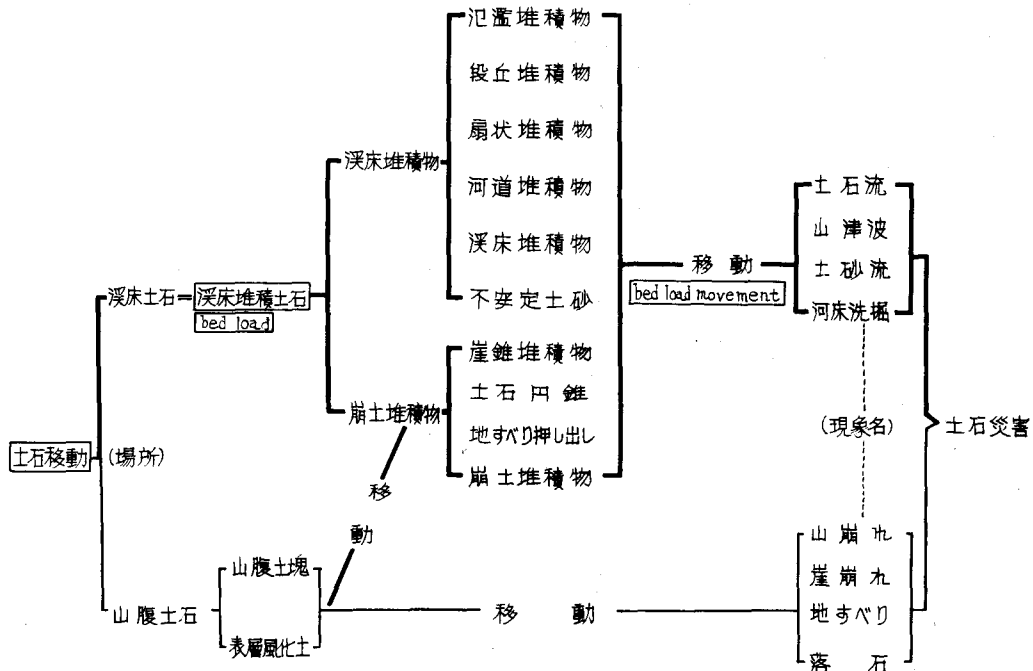 氾濫堆積物
段丘堆積物
扇状堆積物
渓床堆積物
河道堆積物
土石流
山津波
渓床堆積物
移動
土砂流
渓床土石
渓床堆積土石
不安定土砂
bed load movement
河床洗掘
bed load
崖錐堆積物
崩土堆積物
土石円錐
(現象名)
土石災害
地すべり押し出し
土石移動
(場所)
崩土堆積物
移
動
山崩れ
山腹土塊
崖崩れ
山腹土石
移動
地すべり
表層風化土
落石